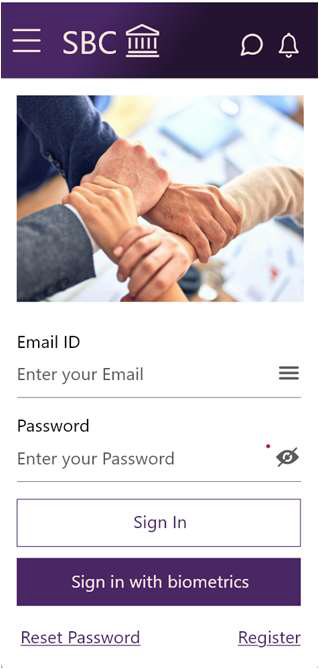 SBC
Email ID
Enter your Email
Password
Enter your Password
Sign In
Sign in with biometrics
Reset Password Register